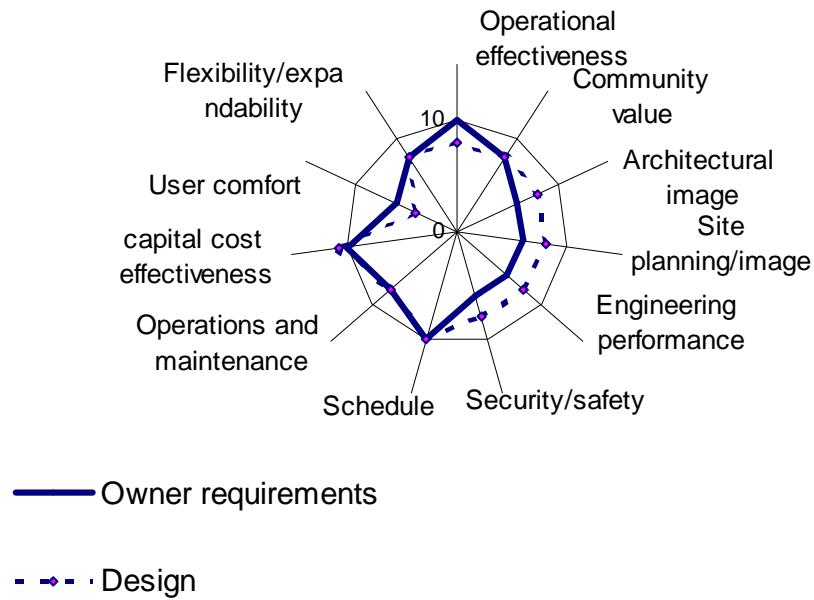 Operational
effectiveness
Community
value
Architectural
image
Site
planning/image
Engineering
performance
Security/safety
Schedule
Operations and
maintenance
capital cost
effectiveness
User comfort
Flexibility/expa
ndability
10
0
Owner requirements
Design